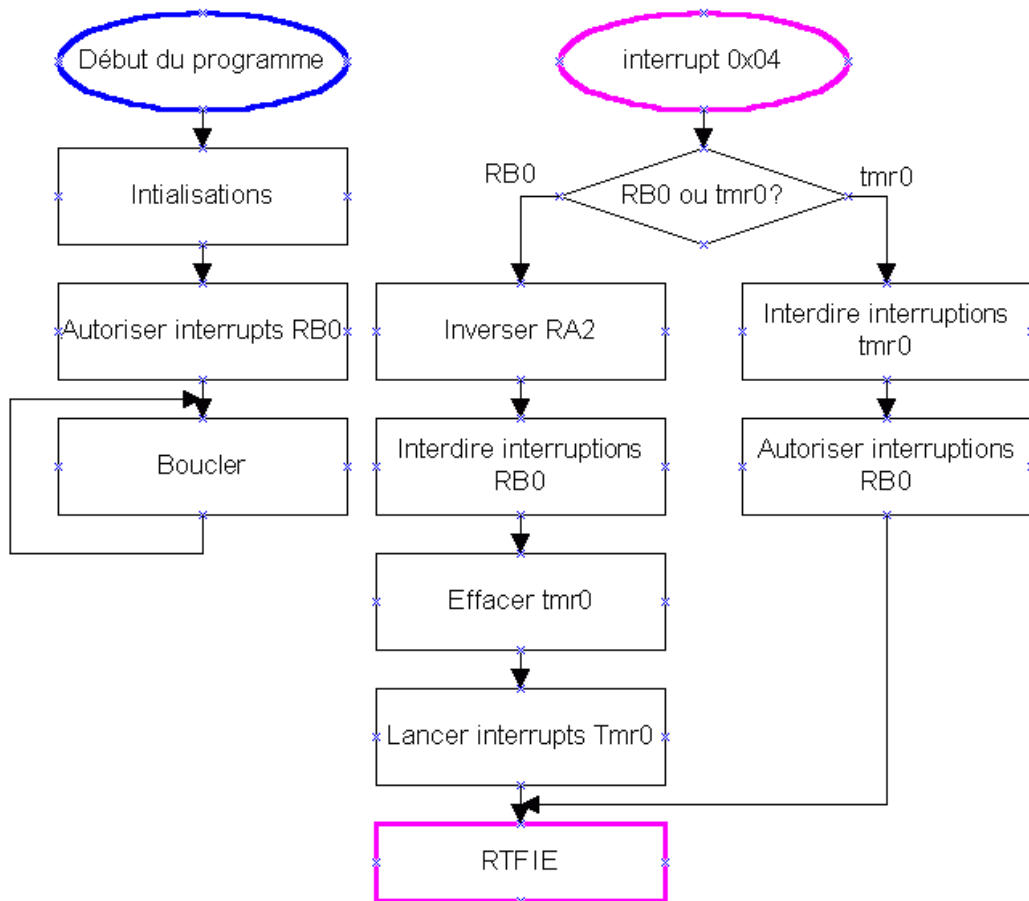 Début du programme
Intialisations
Autoriser interrupts RB0
Boucler
interrupt 0x04
RB0 ou tmr0?
RB0
tmr0
Inverser RA2
Interdire interruptions
RB0
Effacer tmr0
Lancer interrupts Tmr0
Interdire interruptions
tmr0
Autoriser interruptions
RB0
RTFIE